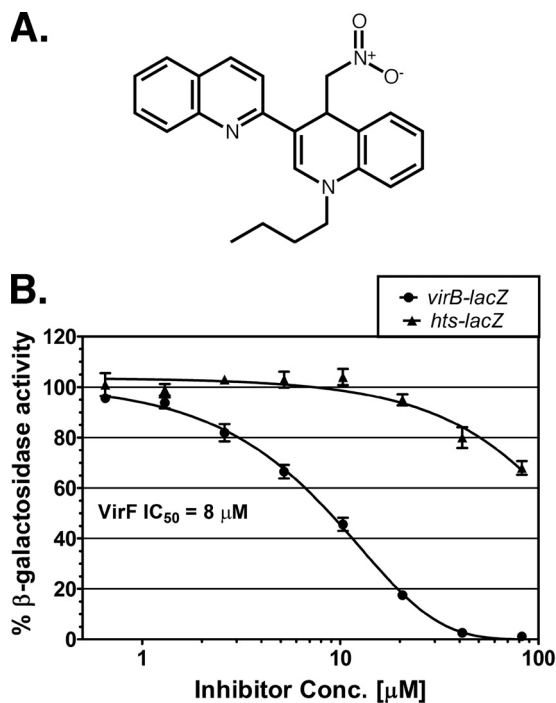 A.
O
N+
O-
N
N
B.
virB-lacZ
hts-lacZ
120
100
80
60
40
20
0
% β-galactosidase activity
VirF IC50 = 8 μM
1
10
100
Inhibitor Conc. [μM]